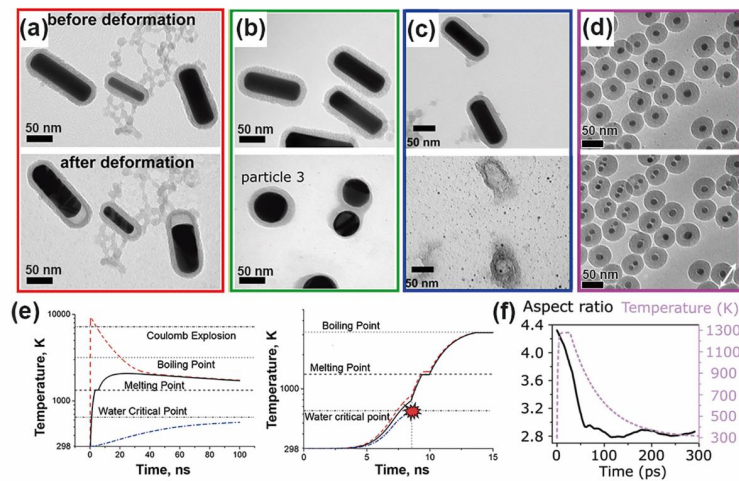 (a)
before deformation
50 nm
after deformation
50 nm
(b)
50 nm
particle 3
50 nm
(c)
50 nm
50 nm
(d)
50 nm
50 nm
(e)
Temperature, K
10000
1000
298
Coulomb Explosion
Boiling Point
Melting Point
Water Critical Point
0 20 40 60 80 100
Time, ns
Temperature, K
1000
298
Boiling Point
Melting Point
Water critical point
0 5 10 15
Time, ns
(f)
Aspect ratio Temperature (K)
4.4
4.0
3.6
3.2
2.8
1300
1100
900
700
500
300
0 100 200 300
Time (ps)